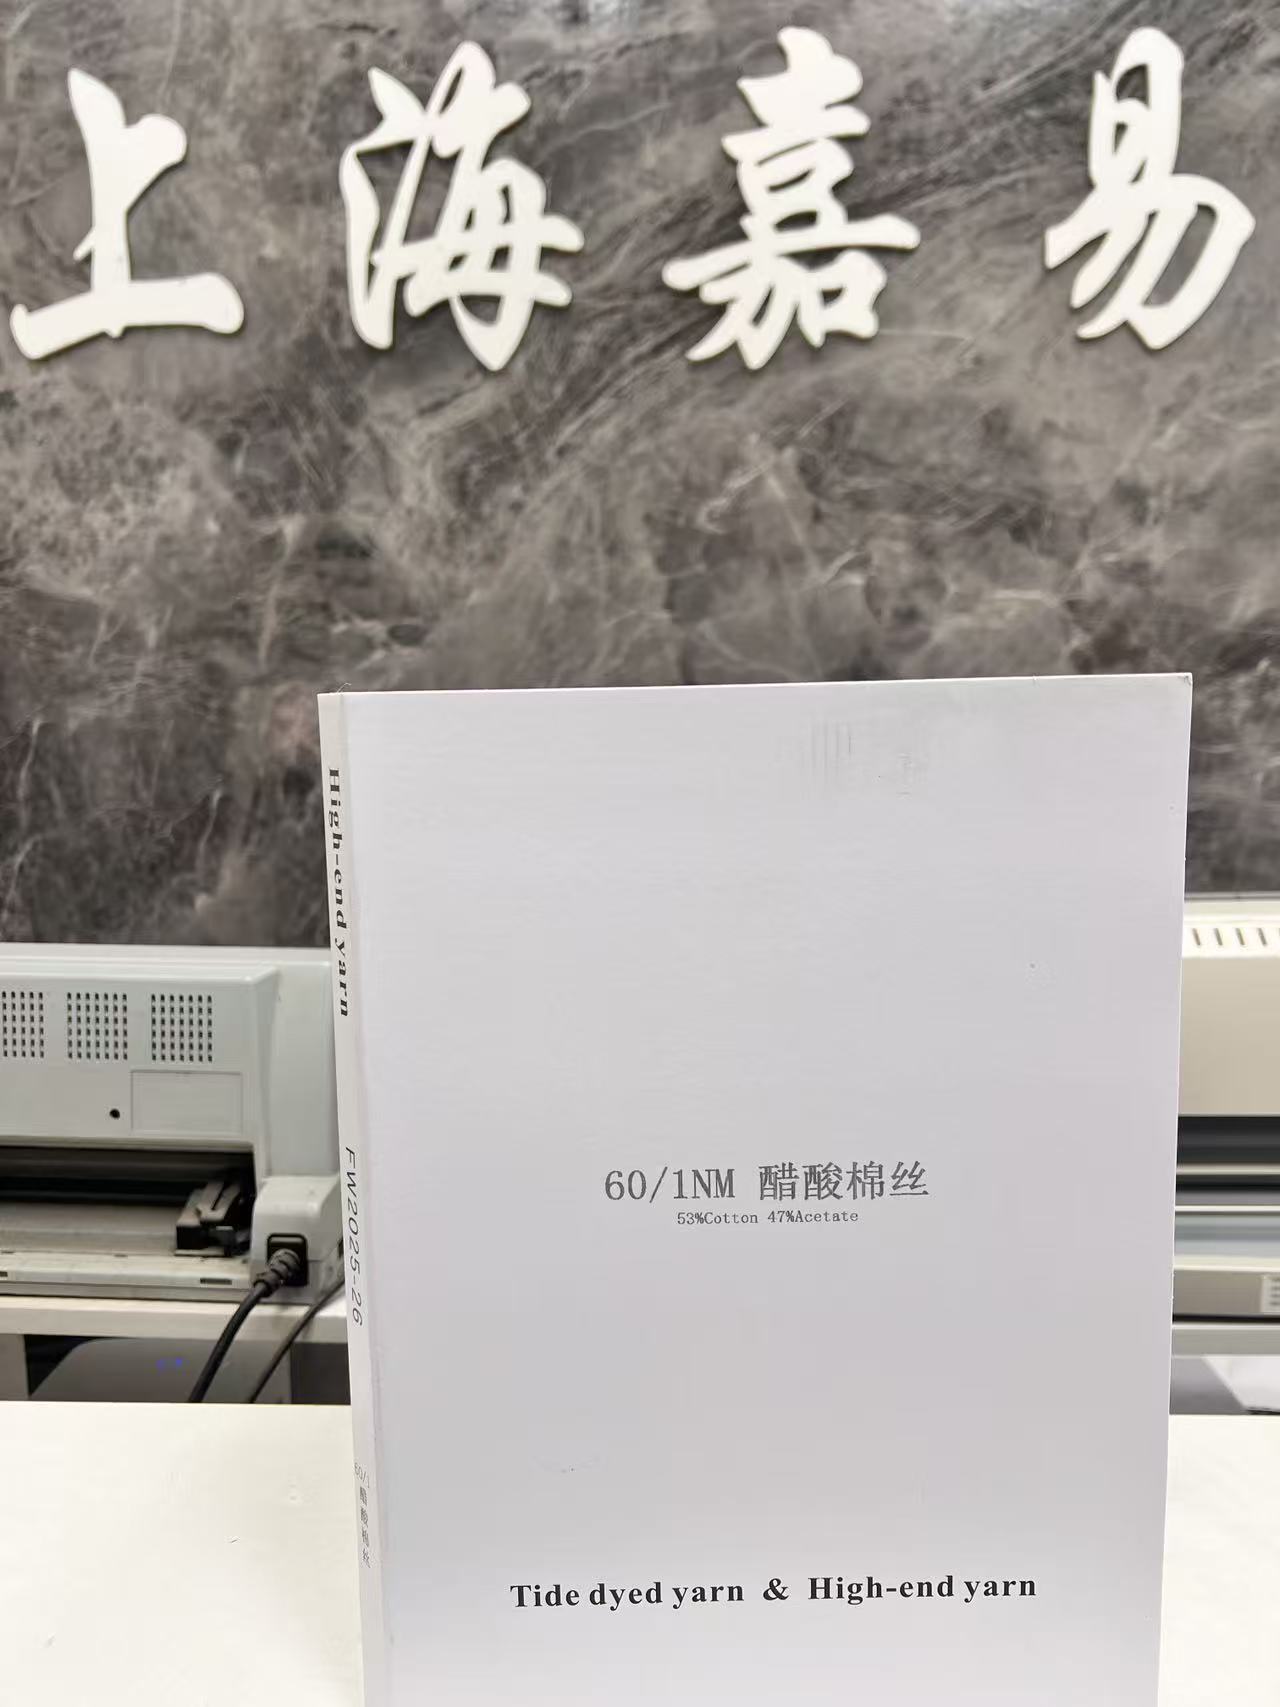 上海嘉易
High-end yarn
FW2025-26
60/1
醋酸棉丝
60/1NM 醋酸棉丝
53%Cotton 47%Acetate
Tide dyed yarn & High-end yarn